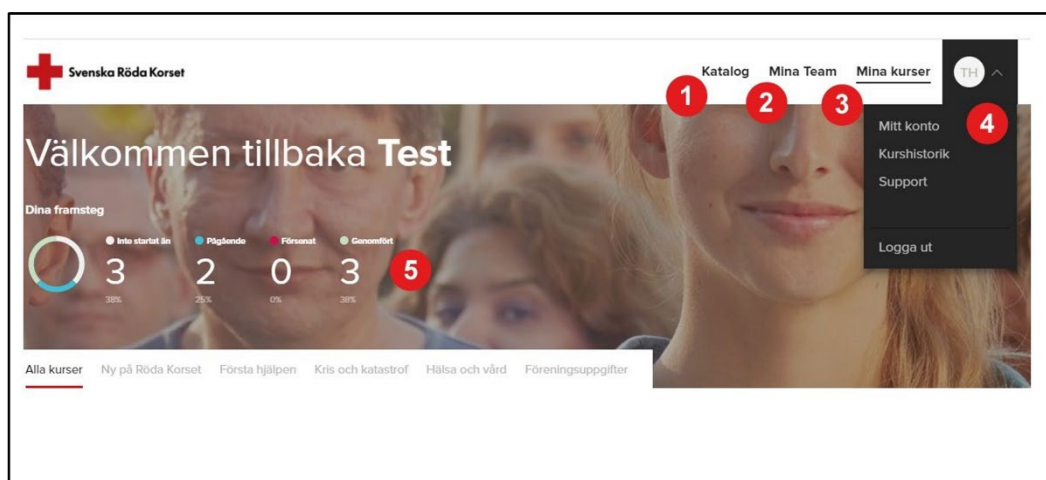 Svenska Röda Korset
Katalog Mina Team Mina kurser TH
1 2 3 4
Mitt konto
Kurshistorik
Support
Logga ut
Välkommen tillbaka Test
Dina framsteg
Inte startat än Pågående Försenat Genomfört
3 2 0 3 5
38% 25% 0% 38%
Alla kurser Ny på Röda Korset Första hjälpen Kris och katastrof Hälsa och vård Föreningsuppgifter